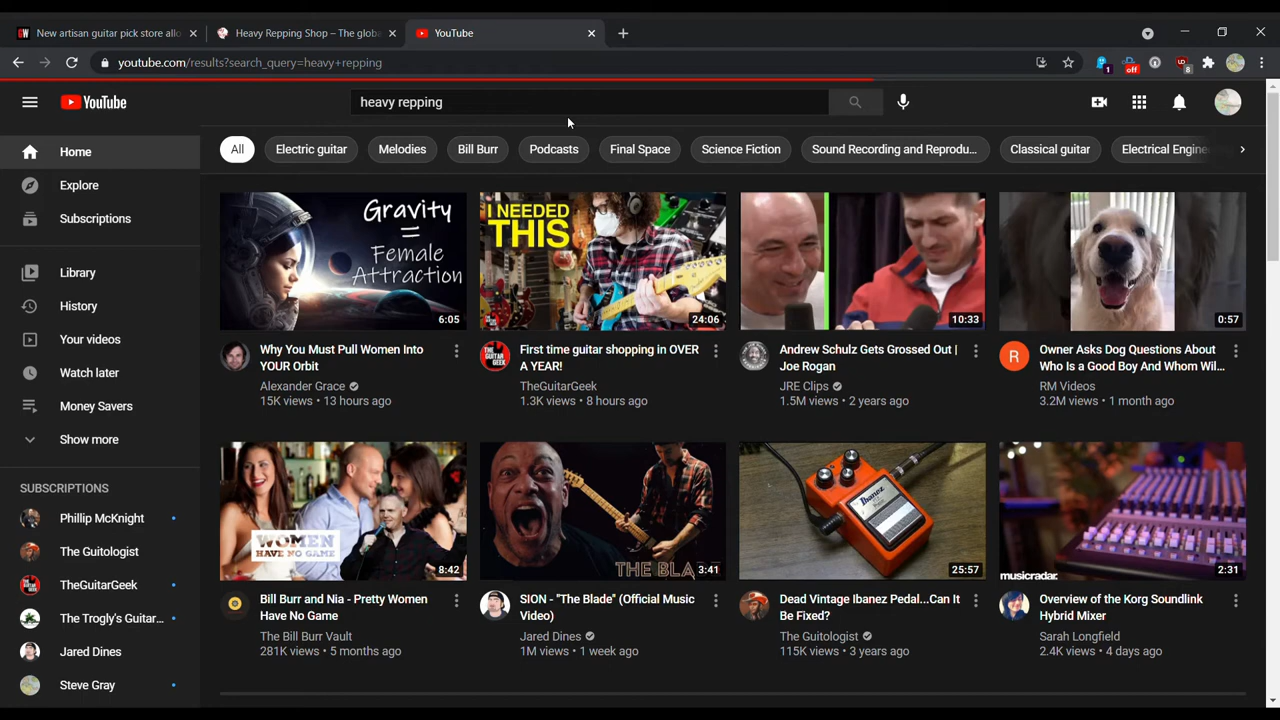 New artisan guitar pick store allo
Heavy Repping Shop – The globa
YouTube
youtube.com/results?search_query=heavy+repping
1
off
8
YouTube
heavy repping
All
Electric guitar
Melodies
Bill Burr
Podcasts
Final Space
Science Fiction
Sound Recording and Reprodu...
Classical guitar
Electrical Engine
Home
Explore
Subscriptions
Library
History
Your videos
Watch later
Money Savers
Show more
SUBSCRIPTIONS
Phillip McKnight
The Guitologist
TheGuitarGeek
The Trogly's Guitar...
Jared Dines
Steve Gray
Gravity
=
Female
Attraction
6:05
Why You Must Pull Women Into
YOUR Orbit
Alexander Grace
15K views • 13 hours ago
I NEEDED
THIS
24:06
First time guitar shopping in OVER
A YEAR!
TheGuitarGeek
1.3K views • 8 hours ago
10:33
Andrew Schulz Gets Grossed Out |
Joe Rogan
JRE Clips
1.5M views • 2 years ago
0:57
R
Owner Asks Dog Questions About
Who Is a Good Boy And Whom Wil...
RM Videos
3.2M views • 1 month ago
WOMEN
HAVE NO GAME
8:42
Bill Burr and Nia - Pretty Women
Have No Game
The Bill Burr Vault
281K views • 5 months ago
THE BLA
3:41
SION - "The Blade" (Official Music
Video)
Jared Dines
1M views • 1 week ago
Ibanez
25:57
Dead Vintage Ibanez Pedal...Can It
Be Fixed?
The Guitologist
115K views • 3 years ago
musicradar.
2:31
Overview of the Korg Soundlink
Hybrid Mixer
Sarah Longfield
2.4K views • 4 days ago